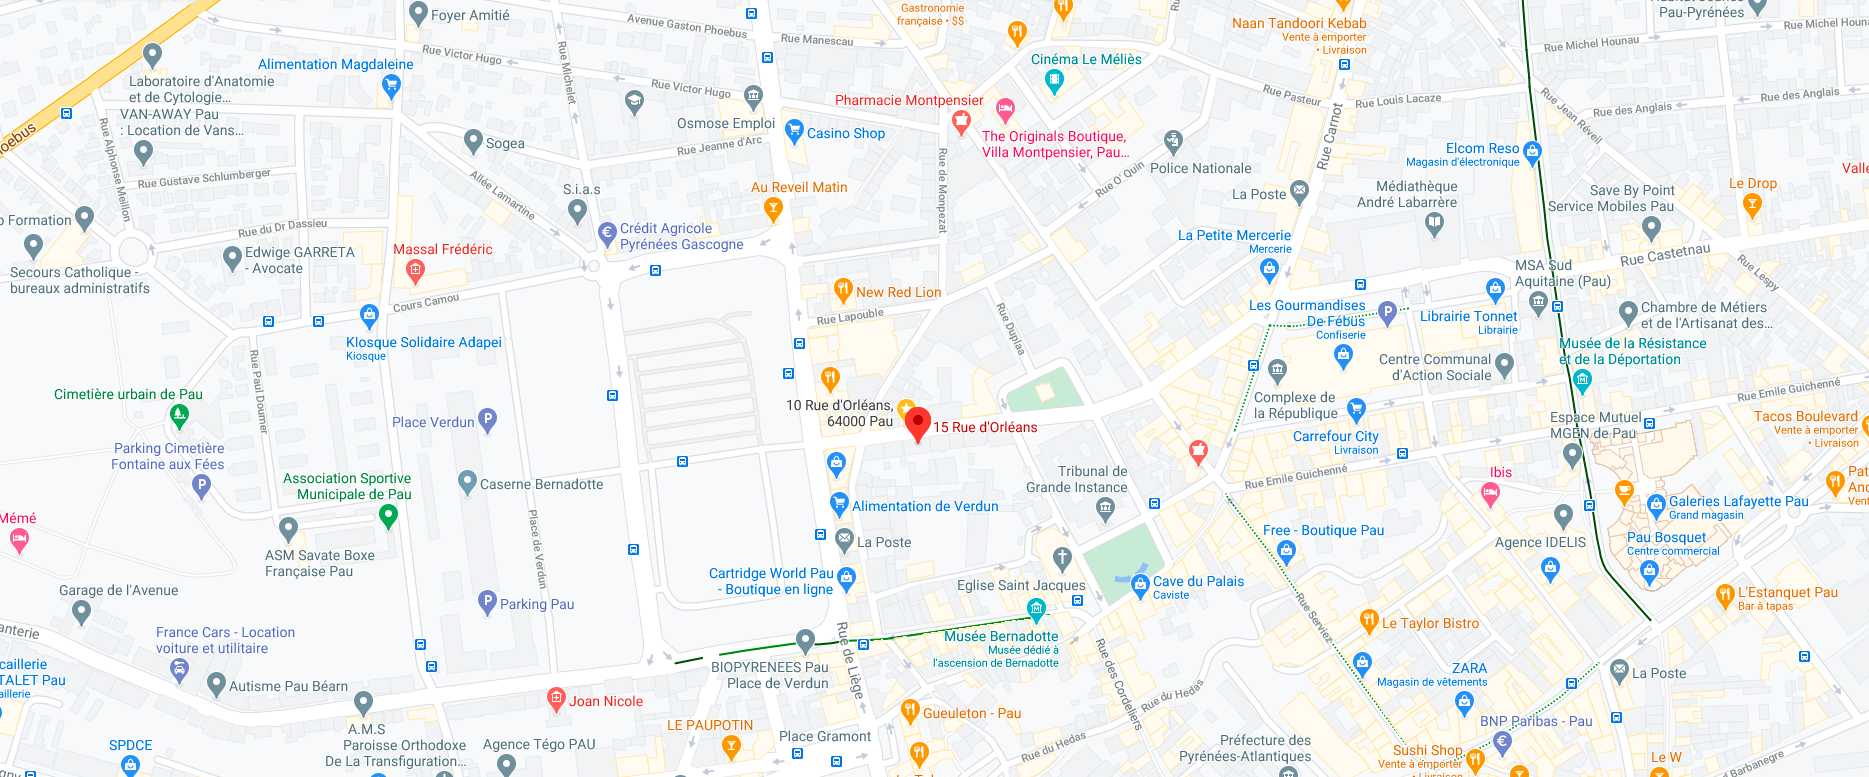 Foyer Amitié
Avenue Gaston Phoebus
Gastronomie
française • $$
Naan Tandoori Kebab
Vente à emporter
• Livraison
Pau-Pyrénées
Rue Michel Hounau
Rue Manescau
Rue Victor Hugo
Rue Michelet
Alimentation Magdaleine
Laboratoire d'Anatomie
et de Cytologie...
VAN-AWAY Pau
: Location de Vans...
Rue Victor Hugo
Osmose Emploi
Casino Shop
Pharmacie Montpensier
Cinéma Le Méliès
The Originals Boutique,
Villa Montpensier, Pau...
Rue Pasteur
Rue Louis Lacaze
Rue Carnot
Rue Jean Réveil
Rue des Anglais
Rue des Anglais
Rue Alphonse Meillon
Sogea
Rue Jeanne d'Arc
Police Nationale
Elcom Reso
Magasin d'électronique
Rue Gustave Schlumberger
Allée Lamartine
S.i.a.s
Au Reveil Matin
Rue de Monpezat
Rue O' Quin
La Poste
Médiathèque
André Labarrère
Save By Point
Service Mobiles Pau
Le Drop
Formation
Rue du Dr Dassieu
Crédit Agricole
Pyrénées Gascogne
La Petite Mercerie
Mercerie
Rue Castetnau
Rue Lespy
Secours Catholique -
bureaux administratifs
Edwige GARRETA
- Avocate
Massal Frédéric
Cours Camou
New Red Lion
Rue Lapouble
Rue Duplaa
MSA Sud
Aquitaine (Pau)
Les Gourmandises
De Fébus
Confiserie
Librairie Tonnet
Librairie
Chambre de Métiers
et de l'Artisanat des...
Kiosque Solidaire Adapei
Kiosque
Rue Paul Doumer
Musée de la Résistance
et de la Déportation
Centre Communal
d'Action Sociale
Complexe de
la République
Rue Emile Guichenné
Cimetière urbain de Pau
Place Verdun
10 Rue d'Orléans,
64000 Pau
15 Rue d'Orléans
Espace Mutuel
MGEN de Pau
Tacos Boulevard
Vente à emporter
• Livraison
Carrefour City
Livraison
Parking Cimetière
Fontaine aux Fées
Association Sportive
Municipale de Pau
Caserne Bernadotte
Tribunal de
Grande Instance
Rue Emile Guichenné
Ibis
Galeries Lafayette Pau
Grand magasin
Place de Verdun
Alimentation de Verdun
La Poste
Mémé
ASM Savate Boxe
Française Pau
Free - Boutique Pau
Agence IDELIS
Pau Bosquet
Centre commercial
Cartridge World Pau
- Boutique en ligne
Eglise Saint Jacques
Cave du Palais
Caviste
L'Estanquet Pau
Bar à tapas
Garage de l'Avenue
Parking Pau
Rue Serviez
Le Taylor Bistro
France Cars - Location
voiture et utilitaire
Rue de Liège
Musée Bernadotte
Musée dédié à
l'ascension de Bernadotte
Rue des Cordeliers
BIOPYRENEES Pau
Place de Verdun
ZARA
Magasin de vêtements
La Poste
Autisme Pau Béarn
Joan Nicole
Rue du Hedas
Gueuleton - Pau
BNP Paribas - Pau
A.M.S
Paroisse Orthodoxe
De La Transfiguration...
LE PAUPOTIN
Place Gramont
Rue du Hedas
Préfecture des
Pyrénées-Atlantiques
SPDCE
Agence Tégo PAU
Sushi Shop
Vente à emporter
• Livraison
Le W
Barbanegre